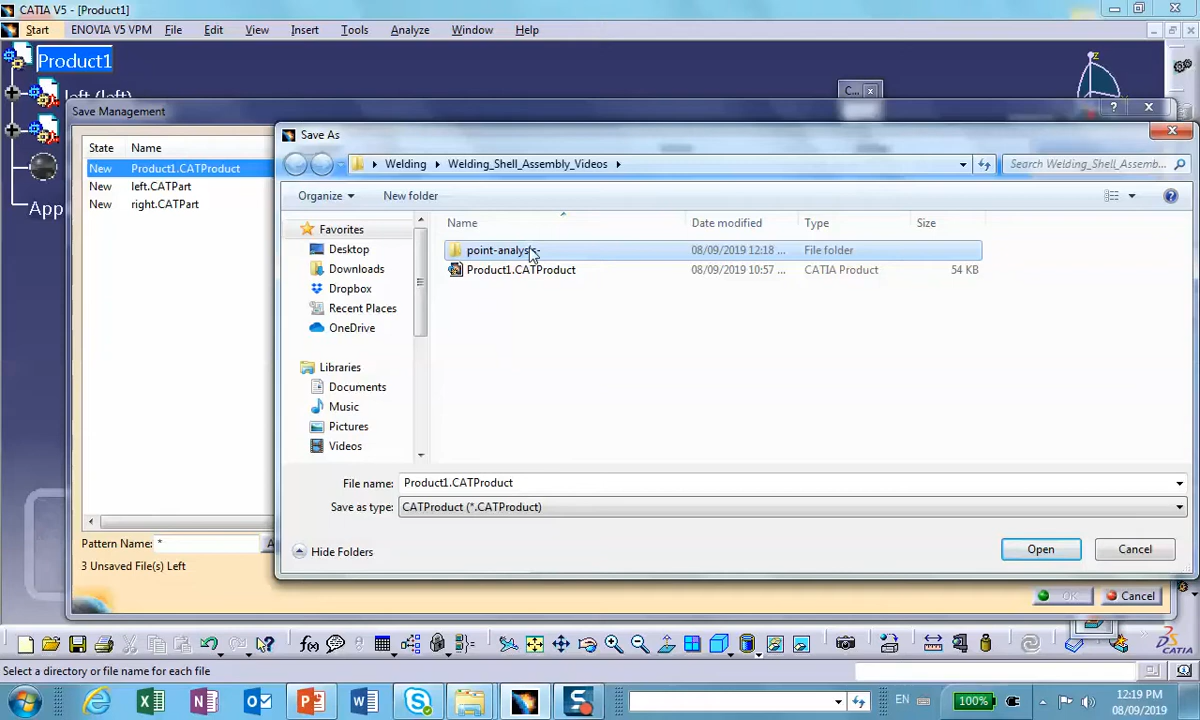 CATIA V5 - [Product1]
Start ENOVIA V5 VPM File Edit View Insert Tools Analyze Window Help
Product1
left (left)
App
C...
z
Save Management
State Name
New Product1.CATProduct
New left.CATPart
New right.CATPart
Pattern Name: *
3 Unsaved File(s) Left
OK Cancel
Save As
Welding Welding_Shell_Assembly_Videos
Search Welding_Shell_Assemb...
Organize New folder
Favorites
Desktop
Downloads
Dropbox
Recent Places
OneDrive
Libraries
Documents
Music
Pictures
Videos
Name Date modified Type Size
point-analysis- 08/09/2019 12:18 ... File folder
Product1.CATProduct 08/09/2019 10:57 ... CATIA Product 54 KB
File name: Product1.CATProduct
Save as type: CATProduct (*.CATProduct)
Hide Folders Open Cancel
f(x)
CATIA
Select a directory or file name for each file
EN 100% 12:19 PM
08/09/2019